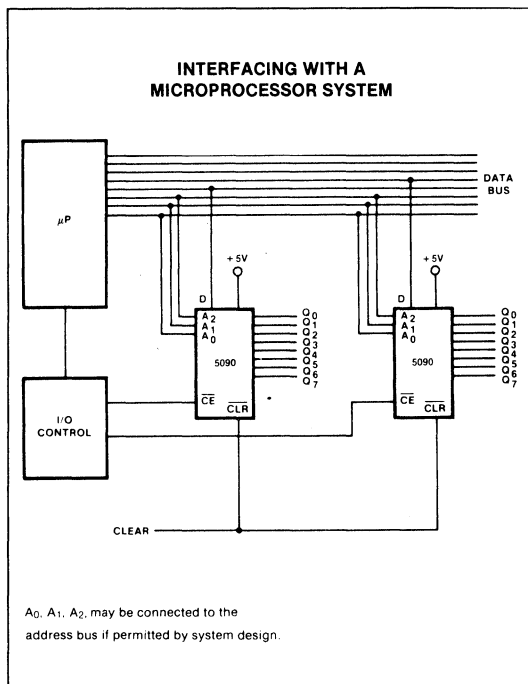 INTERFACING WITH A
MICROPROCESSOR SYSTEM
μP
DATA
BUS
+5V
+5V
D
D
A2
A1
A0
5090
CE
CLR
Q0
Q1
Q2
Q3
Q4
Q5
Q6
Q7
A2
A1
A0
5090
CE
CLR
Q0
Q1
Q2
Q3
Q4
Q5
Q6
Q7
I/O
CONTROL
CLEAR
A0, A1, A2, may be connected to the
address bus if permitted by system design.